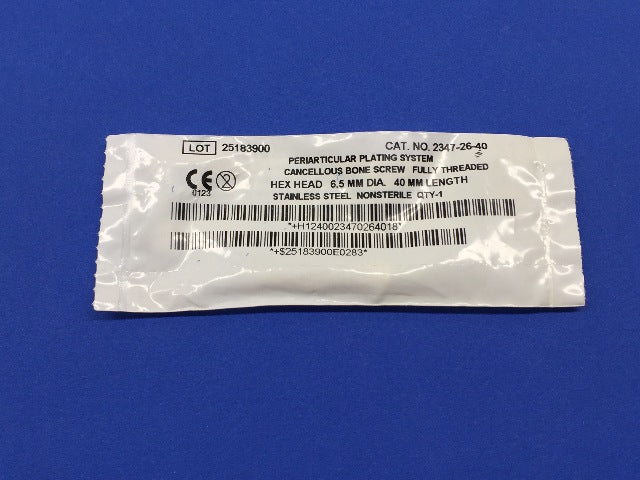 LOT 25183900 CAT. NO. 2347-26-40
PERIARTICULAR PLATING SYSTEM
CANCELLOUS BONE SCREW FULLY THREADED
HEX HEAD 6.5 MM DIA. 40 MM LENGTH
CE 0123
STAINLESS STEEL NONSTERILE QTY-1
*+H1240023470264018*
*+$25183900E0283*